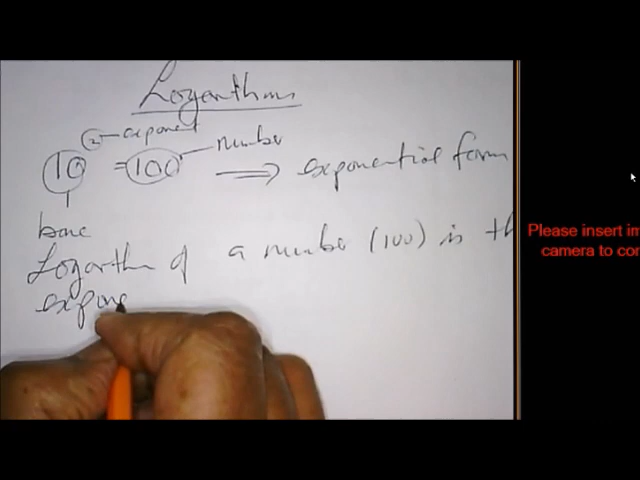 Logarithms
2 exponent
number
10 = 100 ⇒ exponential form
base
Logarithm of a number (100) is th
expone
Please insert im
camera to con